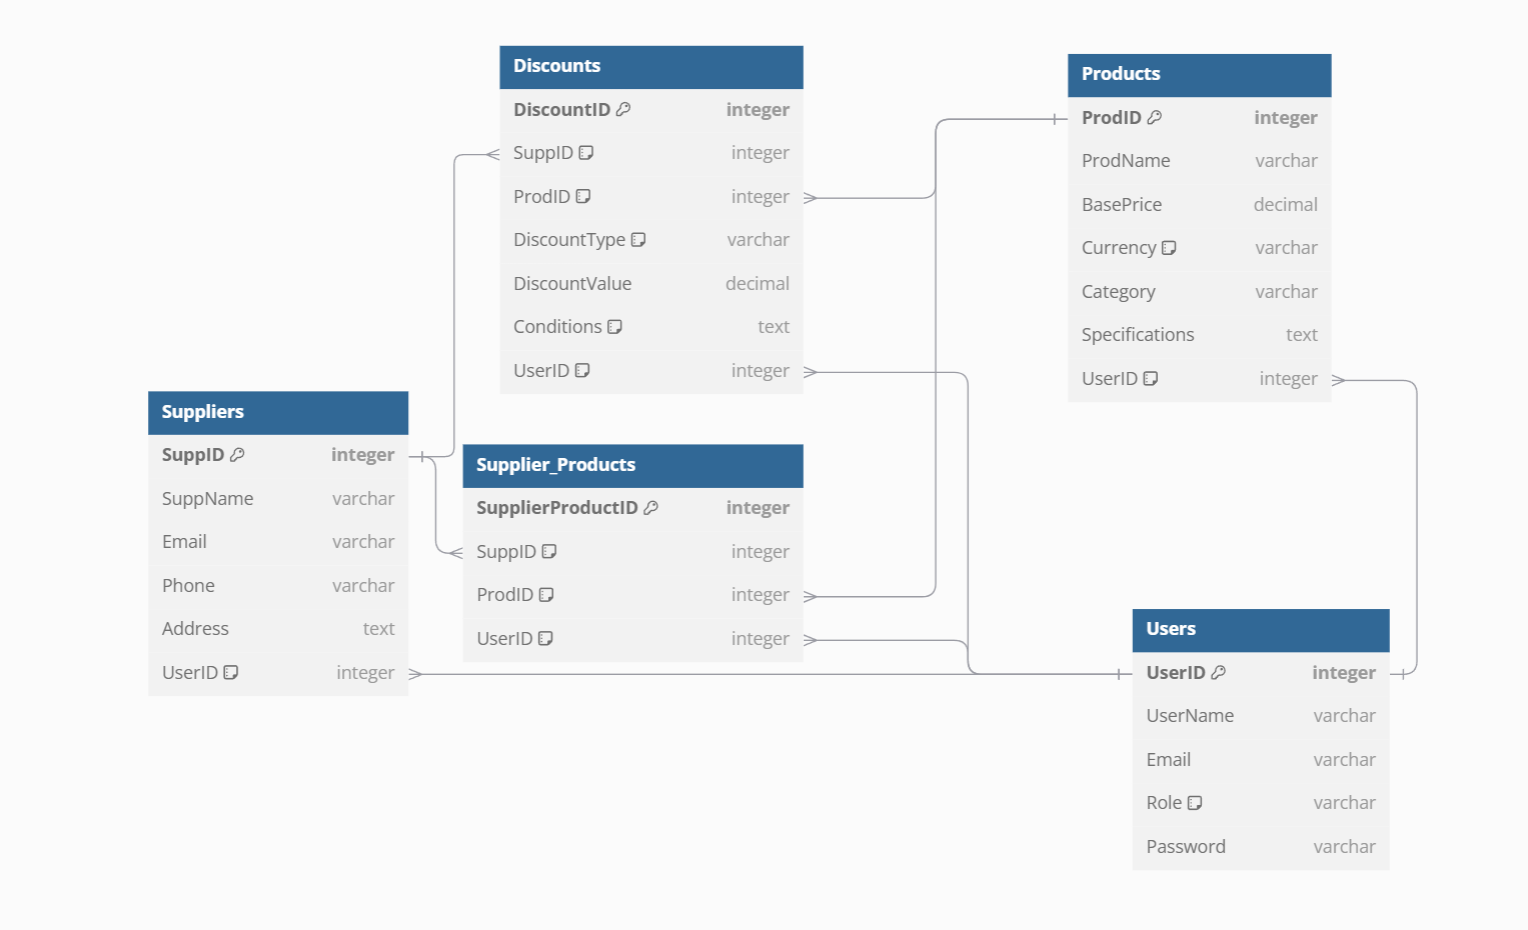 Discounts
DiscountID integer
SuppID integer
ProdID integer
DiscountType varchar
DiscountValue decimal
Conditions text
UserID integer
Products
ProdID integer
ProdName varchar
BasePrice decimal
Currency varchar
Category varchar
Specifications text
UserID integer
Suppliers
SuppID integer
SuppName varchar
Email varchar
Phone varchar
Address text
UserID integer
Supplier_Products
SupplierProductID integer
SuppID integer
ProdID integer
UserID integer
Users
UserID integer
UserName varchar
Email varchar
Role varchar
Password varchar